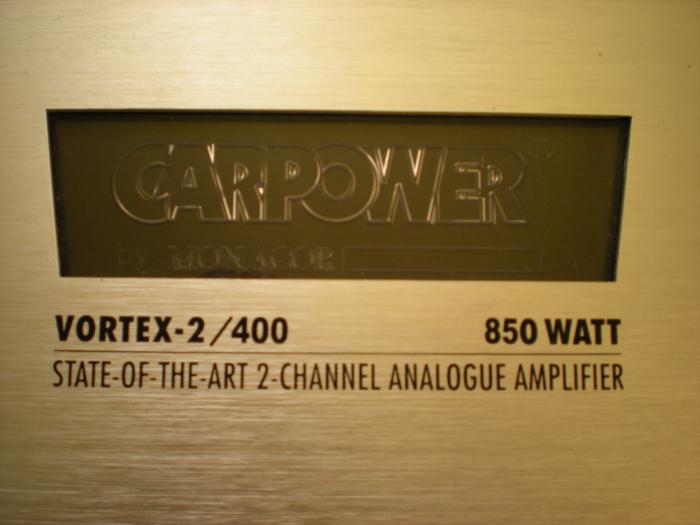 CARPOWER®
by MONACOR
VORTEX-2/400 850 WATT
STATE-OF-THE-ART 2-CHANNEL ANALOGUE AMPLIFIER